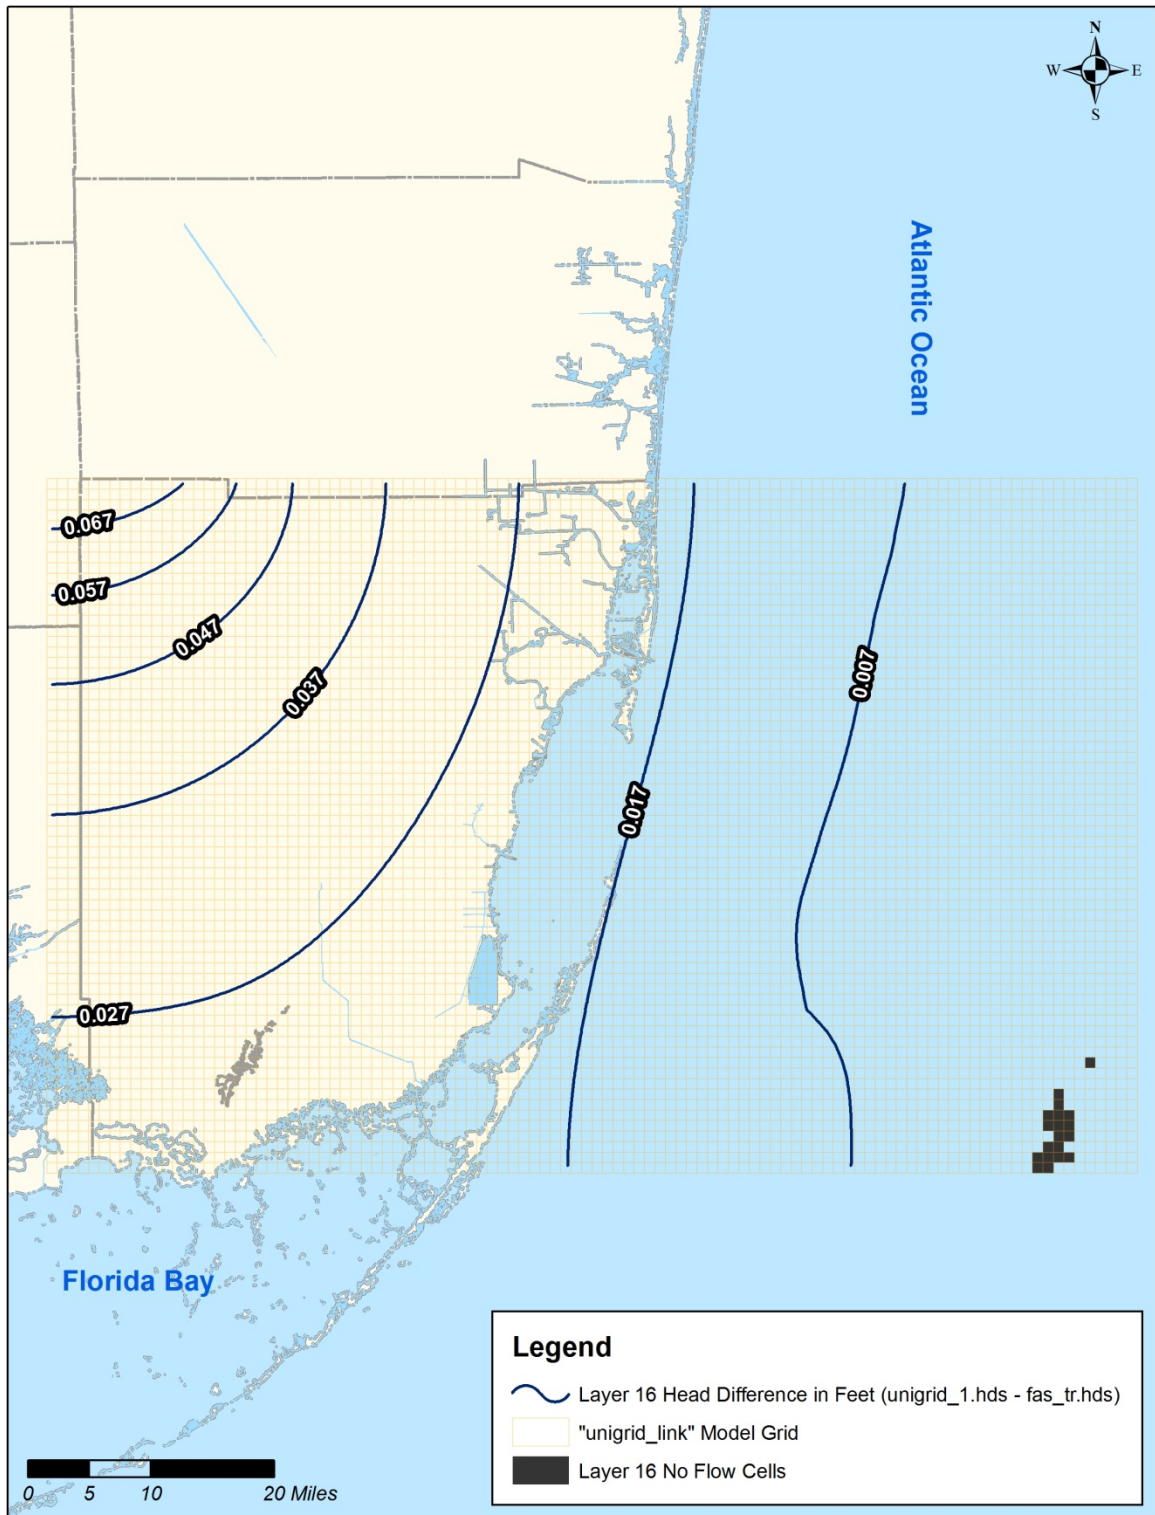 N
W E
S
Atlantic Ocean
0.067
0.057
0.047
0.037
0.007
0.017
0.027
Florida Bay
Legend
Layer 16 Head Difference in Feet (unigrid_1.hds - fas_tr.hds)
"unigrid_link" Model Grid
Layer 16 No Flow Cells
0 5 10 20 Miles